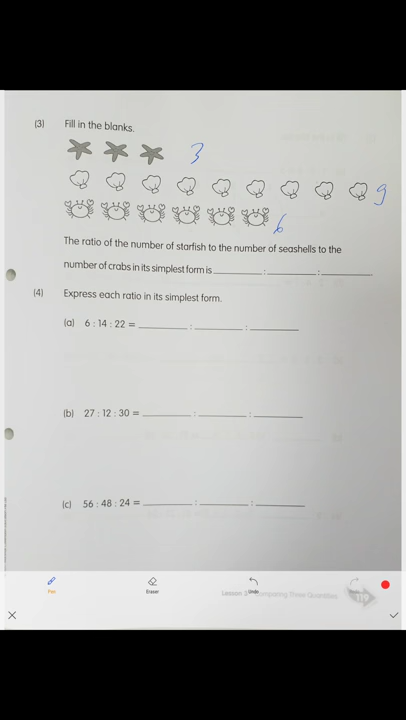 (3) Fill in the blanks.
3
9
6
The ratio of the number of starfish to the number of seashells to the
number of crabs in its simplest form is ______ : ______ : ______
(4) Express each ratio in its simplest form.
(a) 6 : 14 : 22 = ______ : ______ : ______
(b) 27 : 12 : 30 = ______ : ______ : ______
(c) 56 : 48 : 24 = ______ : ______ : ______
Pen Eraser Undo
119